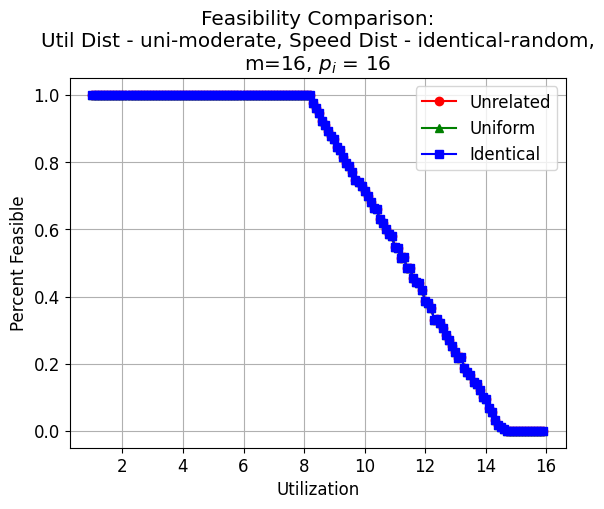 Feasibility Comparison:
Util Dist - uni-moderate, Speed Dist - identical-random,
m=16, pᵢ = 16
Unrelated
Uniform
Identical
Percent Feasible
1.0
0.8
0.6
0.4
0.2
0.0
2 4 6 8 10 12 14 16
Utilization